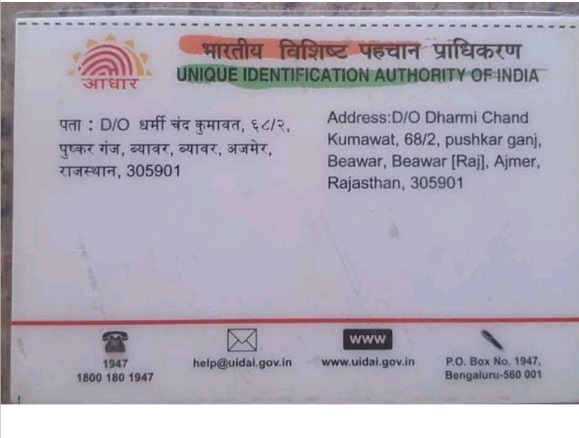 भारतीय विशिष्ट पहचान प्राधिकरण
UNIQUE IDENTIFICATION AUTHORITY OF INDIA
आधार
पता : D/O धर्मी चंद कुमावत, ६८/२,
पुष्कर गंज, ब्यावर, ब्यावर, अजमेर,
राजस्थान, 305901
Address:D/O Dharmi Chand
Kumawat, 68/2, pushkar ganj,
Beawar, Beawar [Raj], Ajmer,
Rajasthan, 305901
1947
1800 180 1947
help@uidai.gov.in
www
www.uidai.gov.in
P.O. Box No. 1947,
Bengaluru-560 001